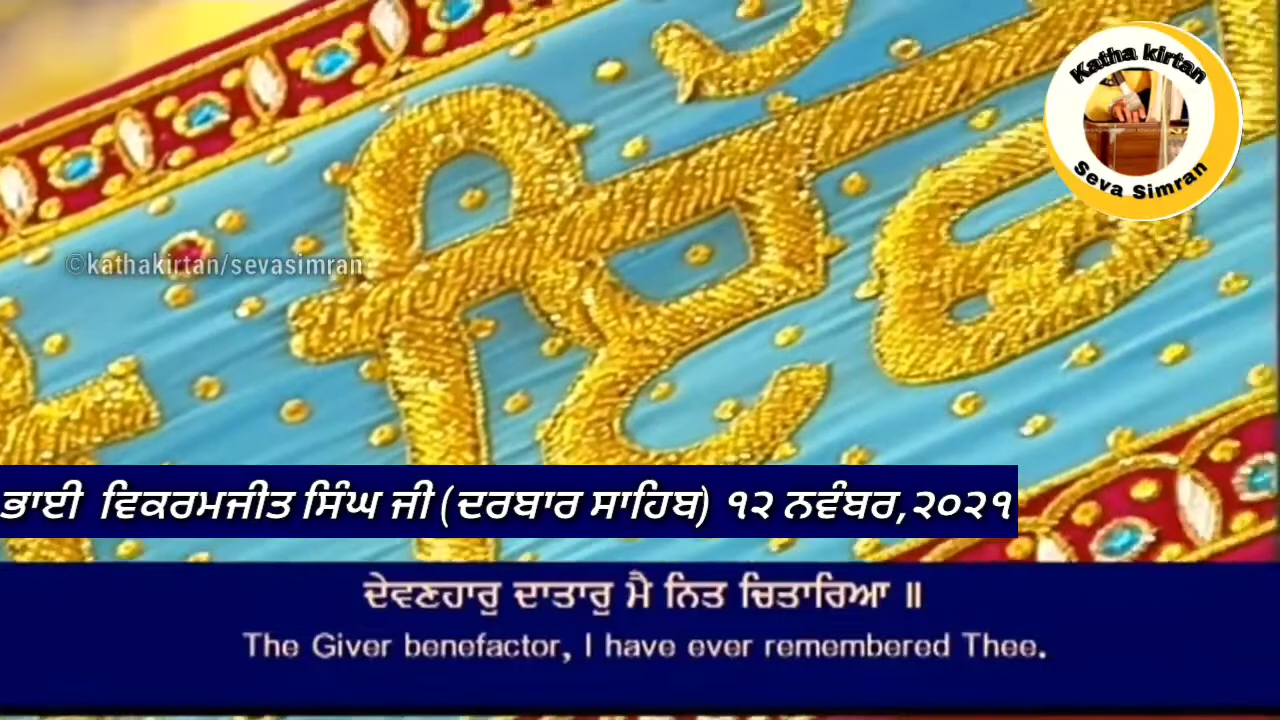 Katha kirtan
Seva Simran
©kathakirtan/sevasimran
ਭਾਈ ਵਿਕਰਮਜੀਤ ਸਿੰਘ ਜੀ (ਦਰਬਾਰ ਸਾਹਿਬ) ੧੨ ਨਵੰਬਰ,੨੦੨੧
ਦੇਵਣਹਾਰੁ ਦਾਤਾਰੁ ਮੈ ਨਿਤ ਚਿਤਾਰਿਆ ॥
The Giver benefactor, I have ever remembered Thee.